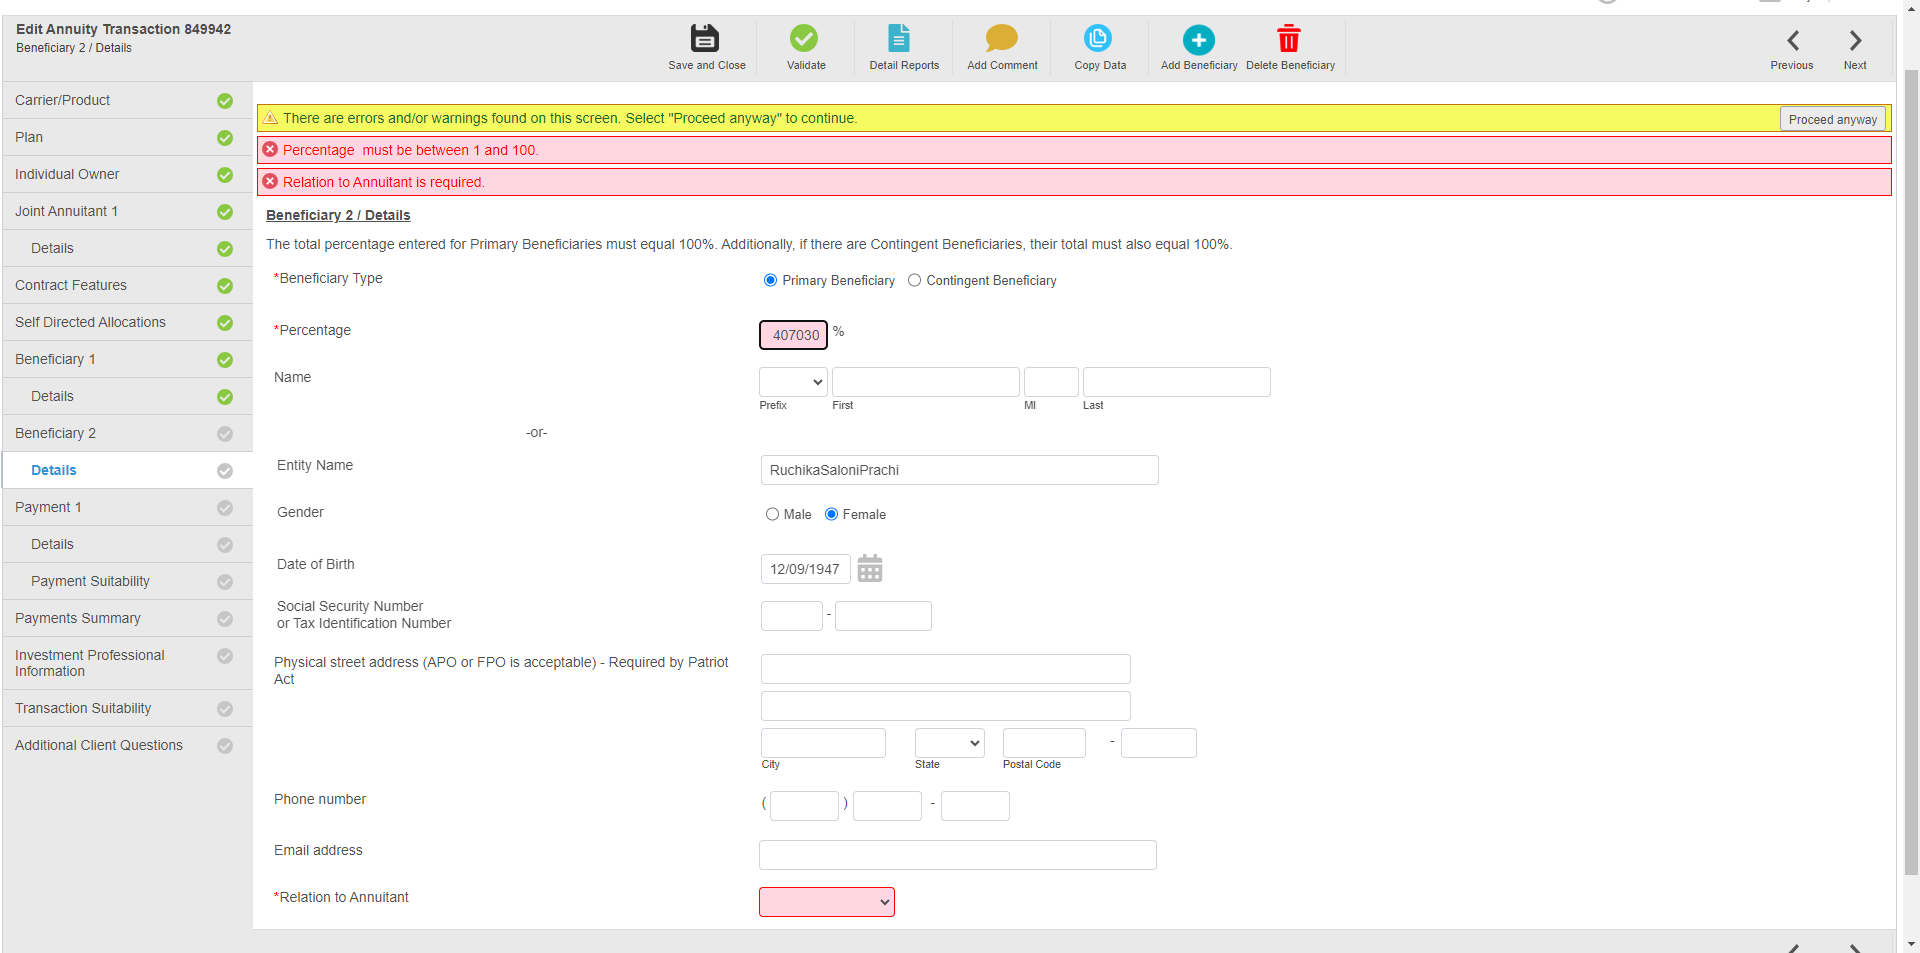 Edit Annuity Transaction 849942
Beneficiary 2 / Details
Save and Close
Validate
Detail Reports
Add Comment
Copy Data
Add Beneficiary
Delete Beneficiary
Previous
Next
Carrier/Product
Plan
Individual Owner
Joint Annuitant 1
Details
Contract Features
Self Directed Allocations
Beneficiary 1
Details
Beneficiary 2
Details
Payment 1
Details
Payment Suitability
Payments Summary
Investment Professional
Information
Transaction Suitability
Additional Client Questions
There are errors and/or warnings found on this screen. Select "Proceed anyway" to continue.
Proceed anyway
Percentage  must be between 1 and 100.
Relation to Annuitant is required.
Beneficiary 2 / Details
The total percentage entered for Primary Beneficiaries must equal 100%. Additionally, if there are Contingent Beneficiaries, their total must also equal 100%.
*Beneficiary Type
Primary Beneficiary
Contingent Beneficiary
*Percentage
407030 %
Name
Prefix
First
MI
Last
-or-
Entity Name
RuchikaSaloniPrachi
Gender
Male
Female
Date of Birth
12/09/1947
Social Security Number
or Tax Identification Number
-
Physical street address (APO or FPO is acceptable) - Required by Patriot
Act
-
City
State
Postal Code
Phone number
( ) -
Email address
*Relation to Annuitant